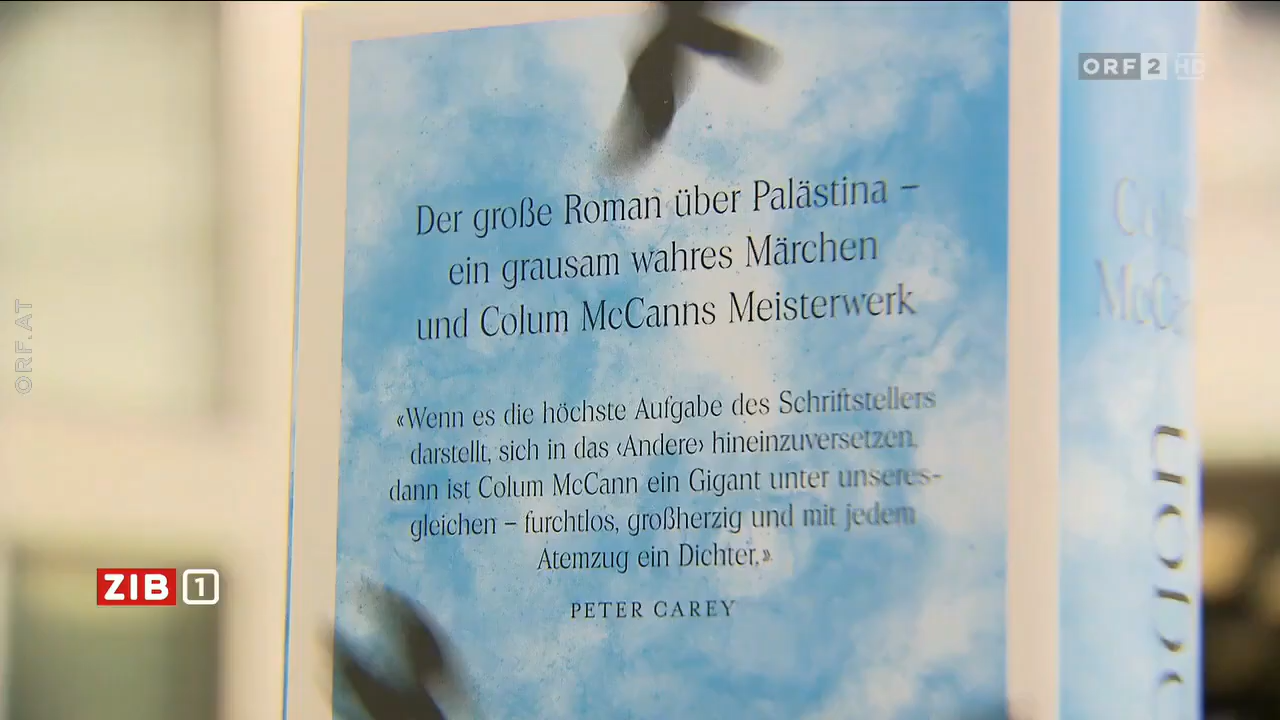 ORF 2 HD
Der große Roman über Palästina –
ein grausam wahres Märchen
und Colum McCanns Meisterwerk
«Wenn es die höchste Aufgabe des Schriftstellers
darstellt, sich in das ‹Andere› hineinzuversetzen,
dann ist Colum McCann ein Gigant unter unseres-
gleichen – furchtlos, großherzig und mit jedem
Atemzug ein Dichter.»
PETER CAREY
ORF.AT
ZIB 1